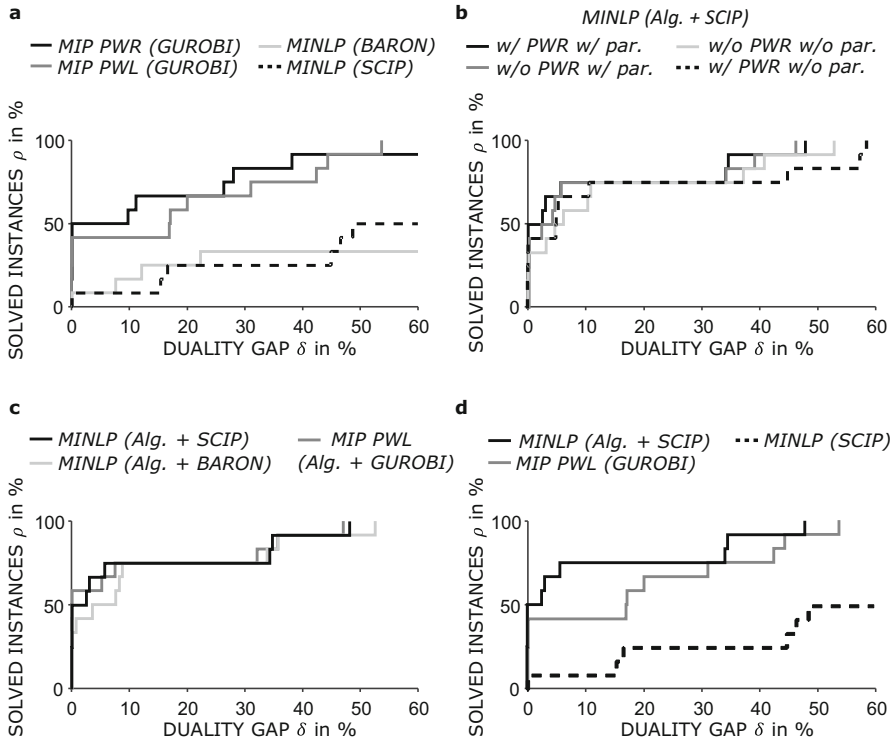 a
MIP PWR (GUROBI)
MINLP (BARON)
MIP PWL (GUROBI)
MINLP (SCIP)
SOLVED INSTANCES ρ in %
100
50
0
0 10 20 30 40 50 60
DUALITY GAP δ in %
b
MINLP (Alg. + SCIP)
w/ PWR w/ par.
w/o PWR w/o par.
w/o PWR w/ par.
w/ PWR w/o par.
SOLVED INSTANCES ρ in %
100
50
0
0 10 20 30 40 50 60
DUALITY GAP δ in %
c
MINLP (Alg. + SCIP)
MIP PWL
MINLP (Alg. + BARON)
(Alg. + GUROBI)
SOLVED INSTANCES ρ in %
100
50
0
0 10 20 30 40 50 60
DUALITY GAP δ in %
d
MINLP (Alg. + SCIP)
MINLP (SCIP)
MIP PWL (GUROBI)
SOLVED INSTANCES ρ in %
100
50
0
0 10 20 30 40 50 60
DUALITY GAP δ in %